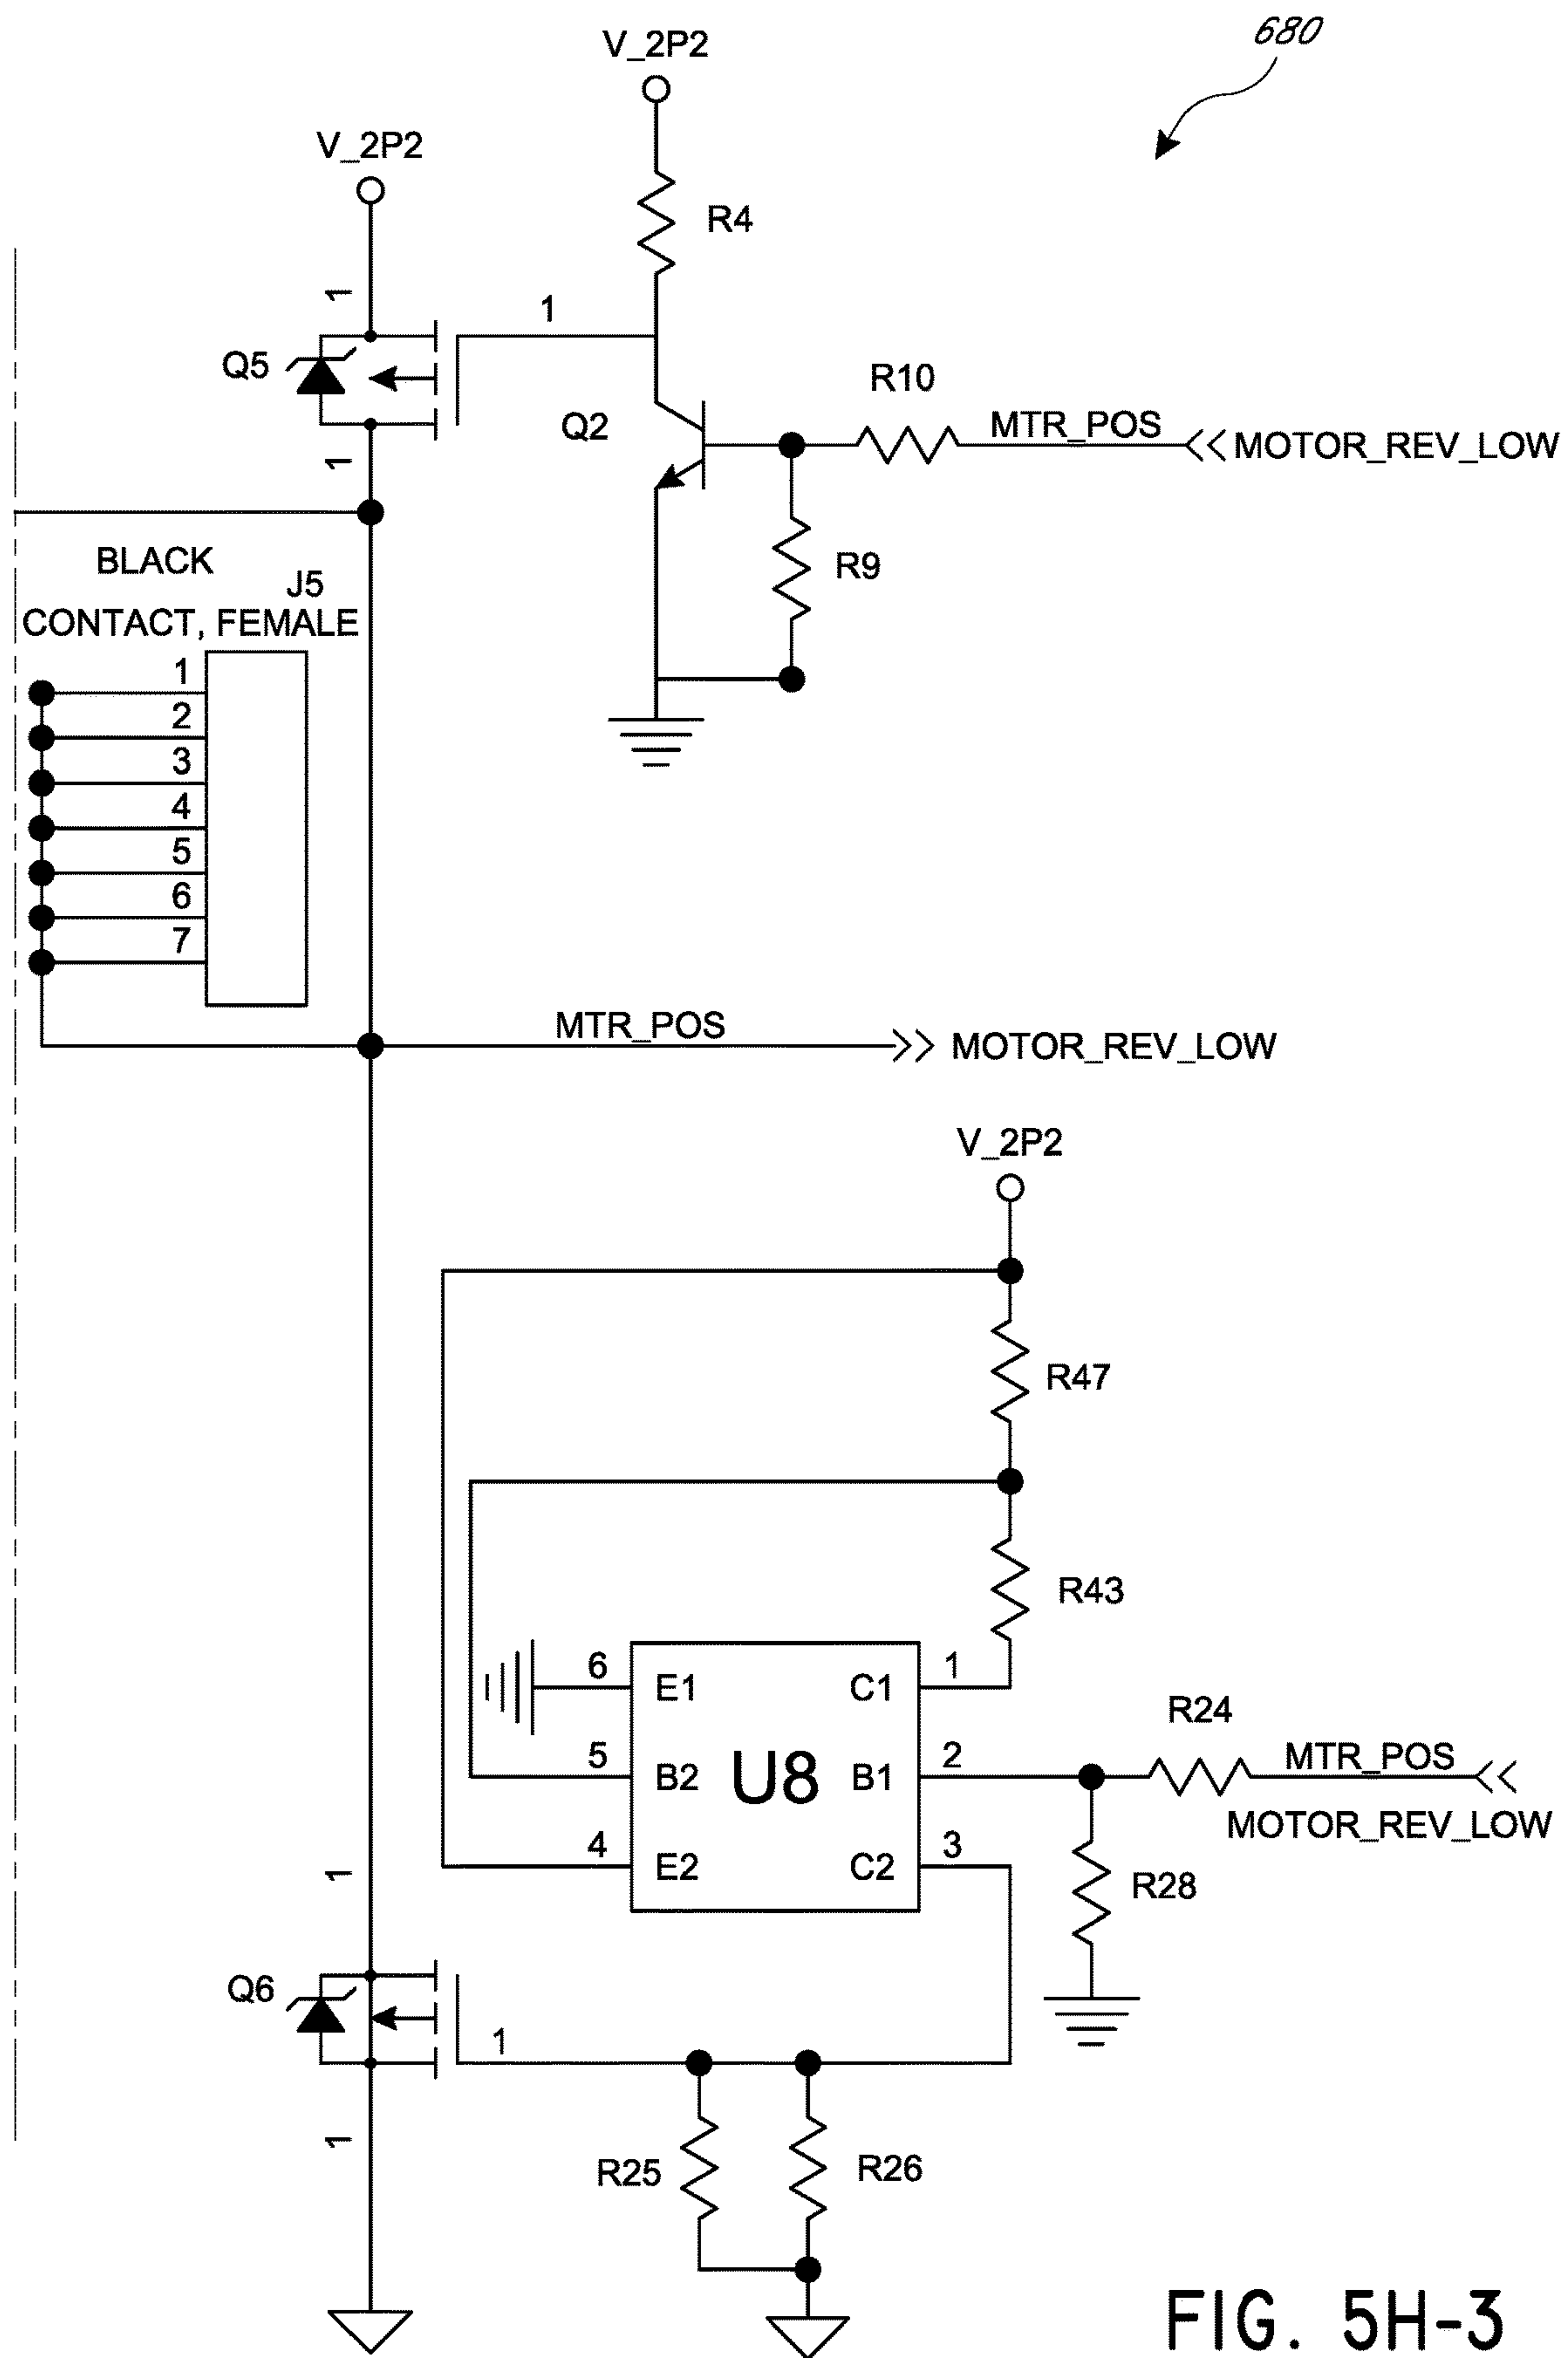 680
V_2P2
V_2P2
R4
1
1
Q5
Q2
R10
MTR_POS
MOTOR_REV_LOW
1
R9
BLACK
J5
CONTACT, FEMALE
1
2
3
4
5
6
7
MTR_POS
MOTOR_REV_LOW
V_2P2
R47
R43
6
E1
C1
1
5
B2
U8
B1
2
R24
MTR_POS
MOTOR_REV_LOW
4
E2
C2
3
R28
1
Q6
1
1
R25
R26
FIG. 5H-3